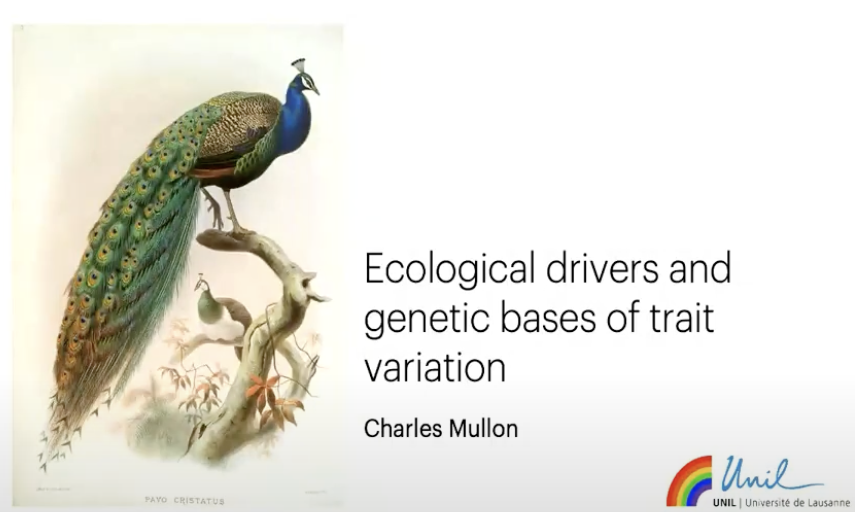 Ecological drivers and
genetic bases of trait
variation
Charles Mullon
PAVO CRISTATUS
Unil
UNIL | Université de Lausanne